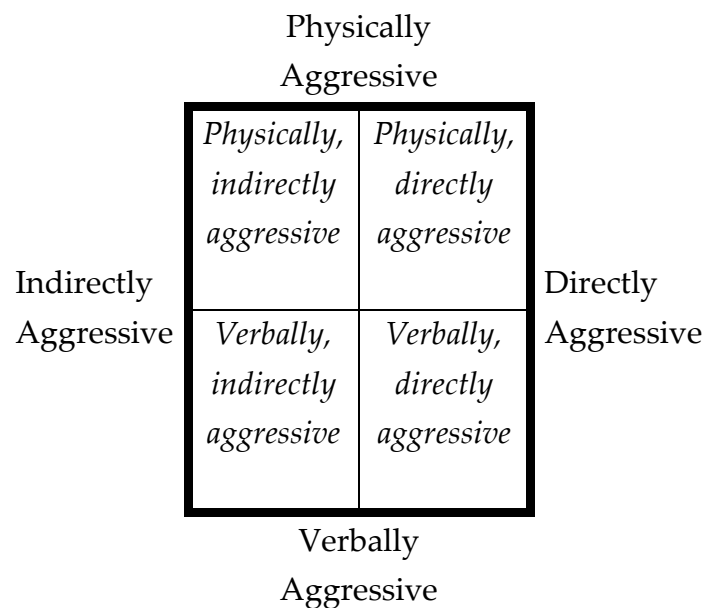 Physically
Aggressive
Physically,
indirectly
aggressive
Physically,
directly
aggressive
Indirectly
Aggressive
Directly
Aggressive
Verbally,
indirectly
aggressive
Verbally,
directly
aggressive
Verbally
Aggressive